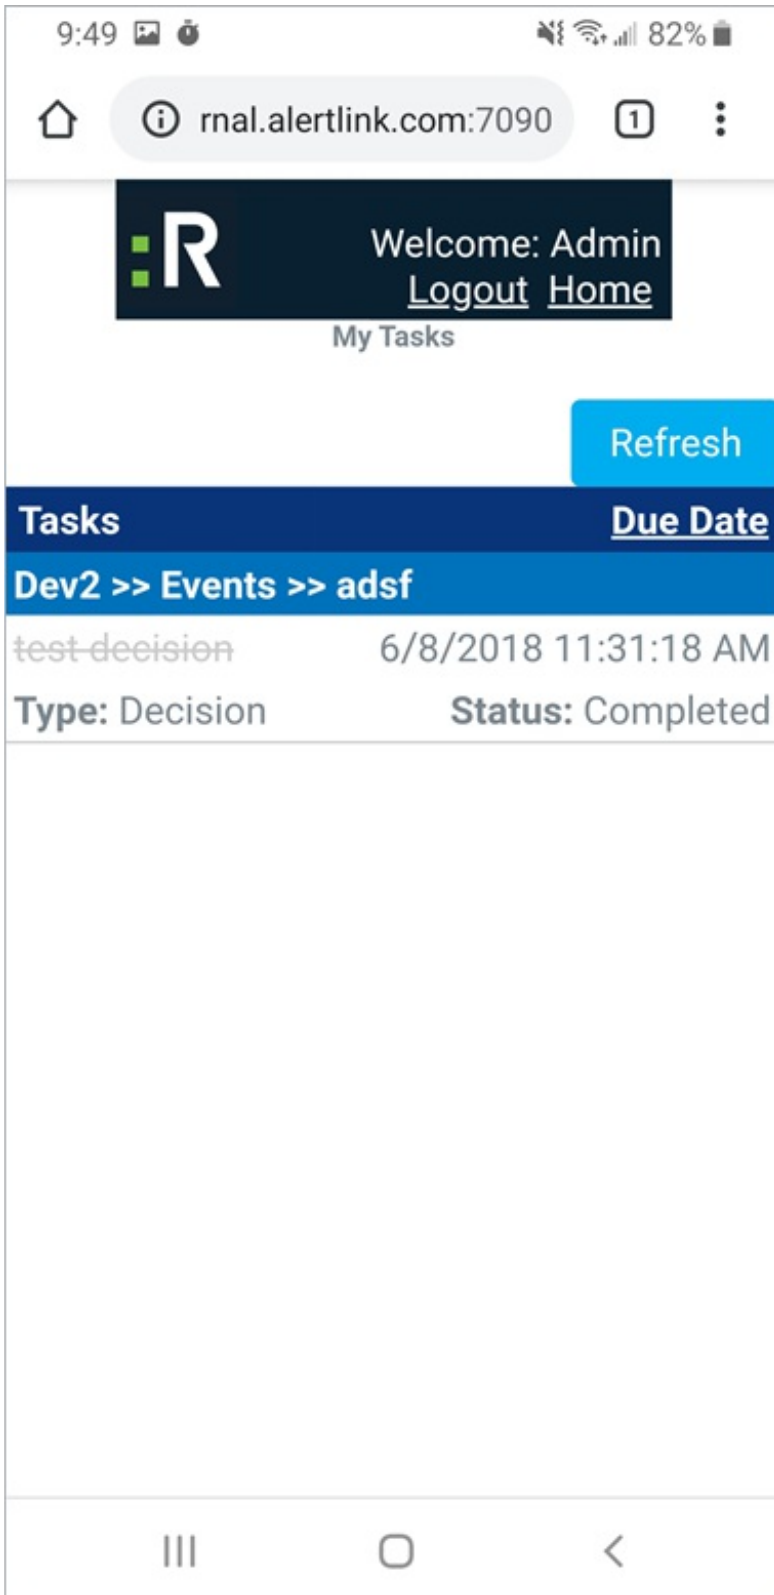 9:49 82%
rnal.alertlink.com:7090 1
:R
Welcome: Admin
Logout Home
My Tasks
Refresh
Tasks Due Date
Dev2 >> Events >> adsf
test decision 6/8/2018 11:31:18 AM
Type: Decision Status: Completed